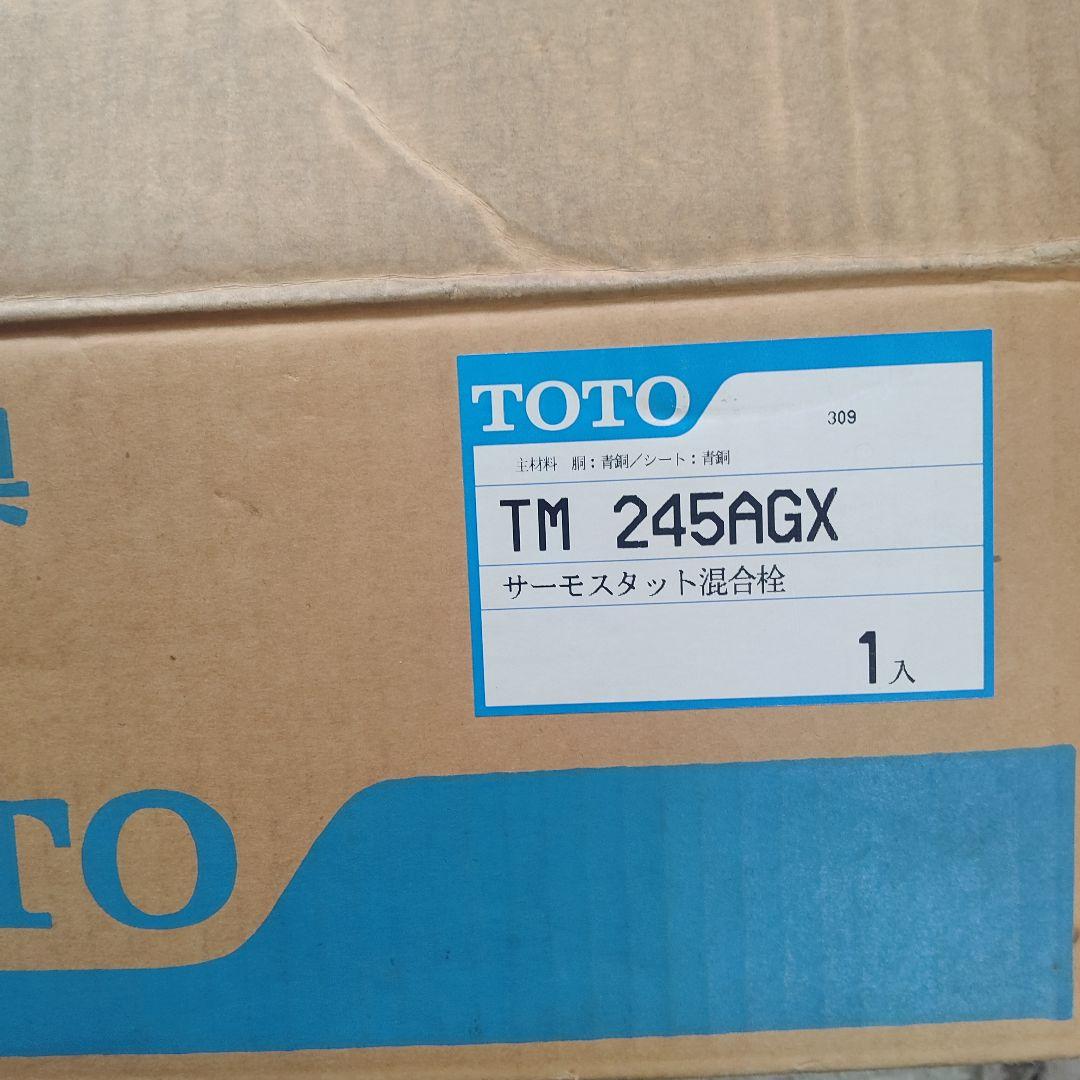 TOTO
309
主材料 胴：青銅／シート：青銅
TM 245AGX
サーモスタット混合栓
1入
TO